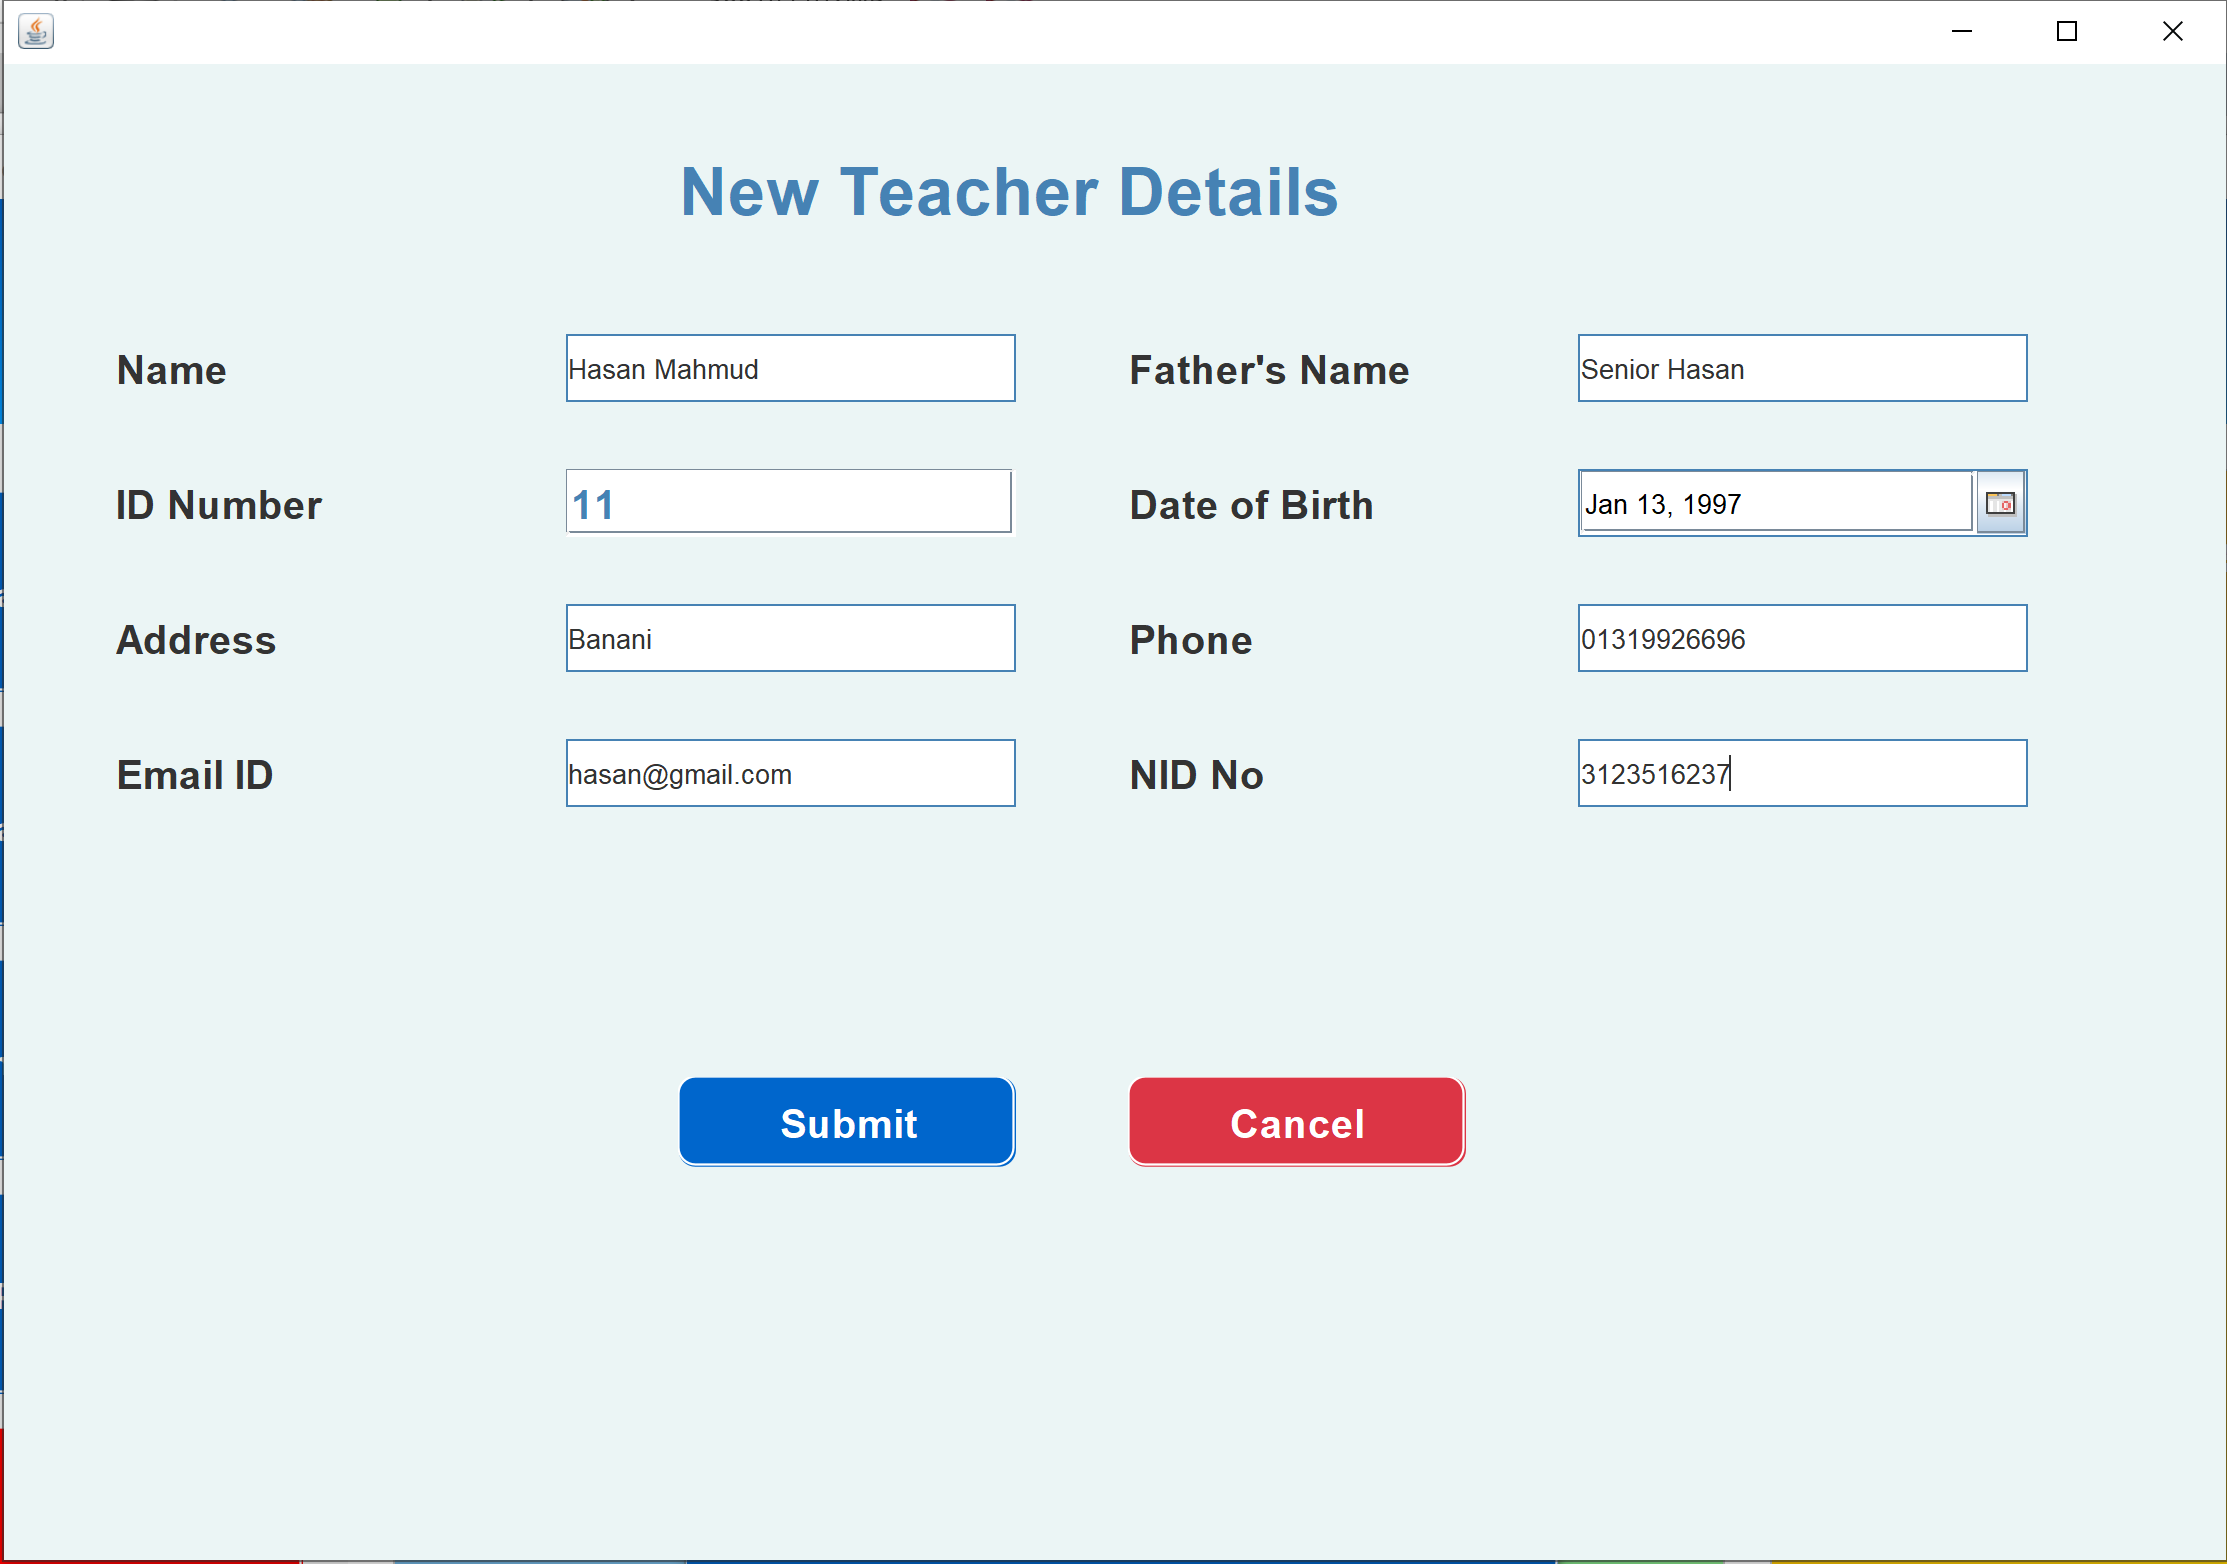 New Teacher Details
Name Hasan Mahmud Father's Name Senior Hasan
ID Number 11 Date of Birth Jan 13, 1997
Address Banani Phone 01319926696
Email ID hasan@gmail.com NID No 3123516237
Submit Cancel